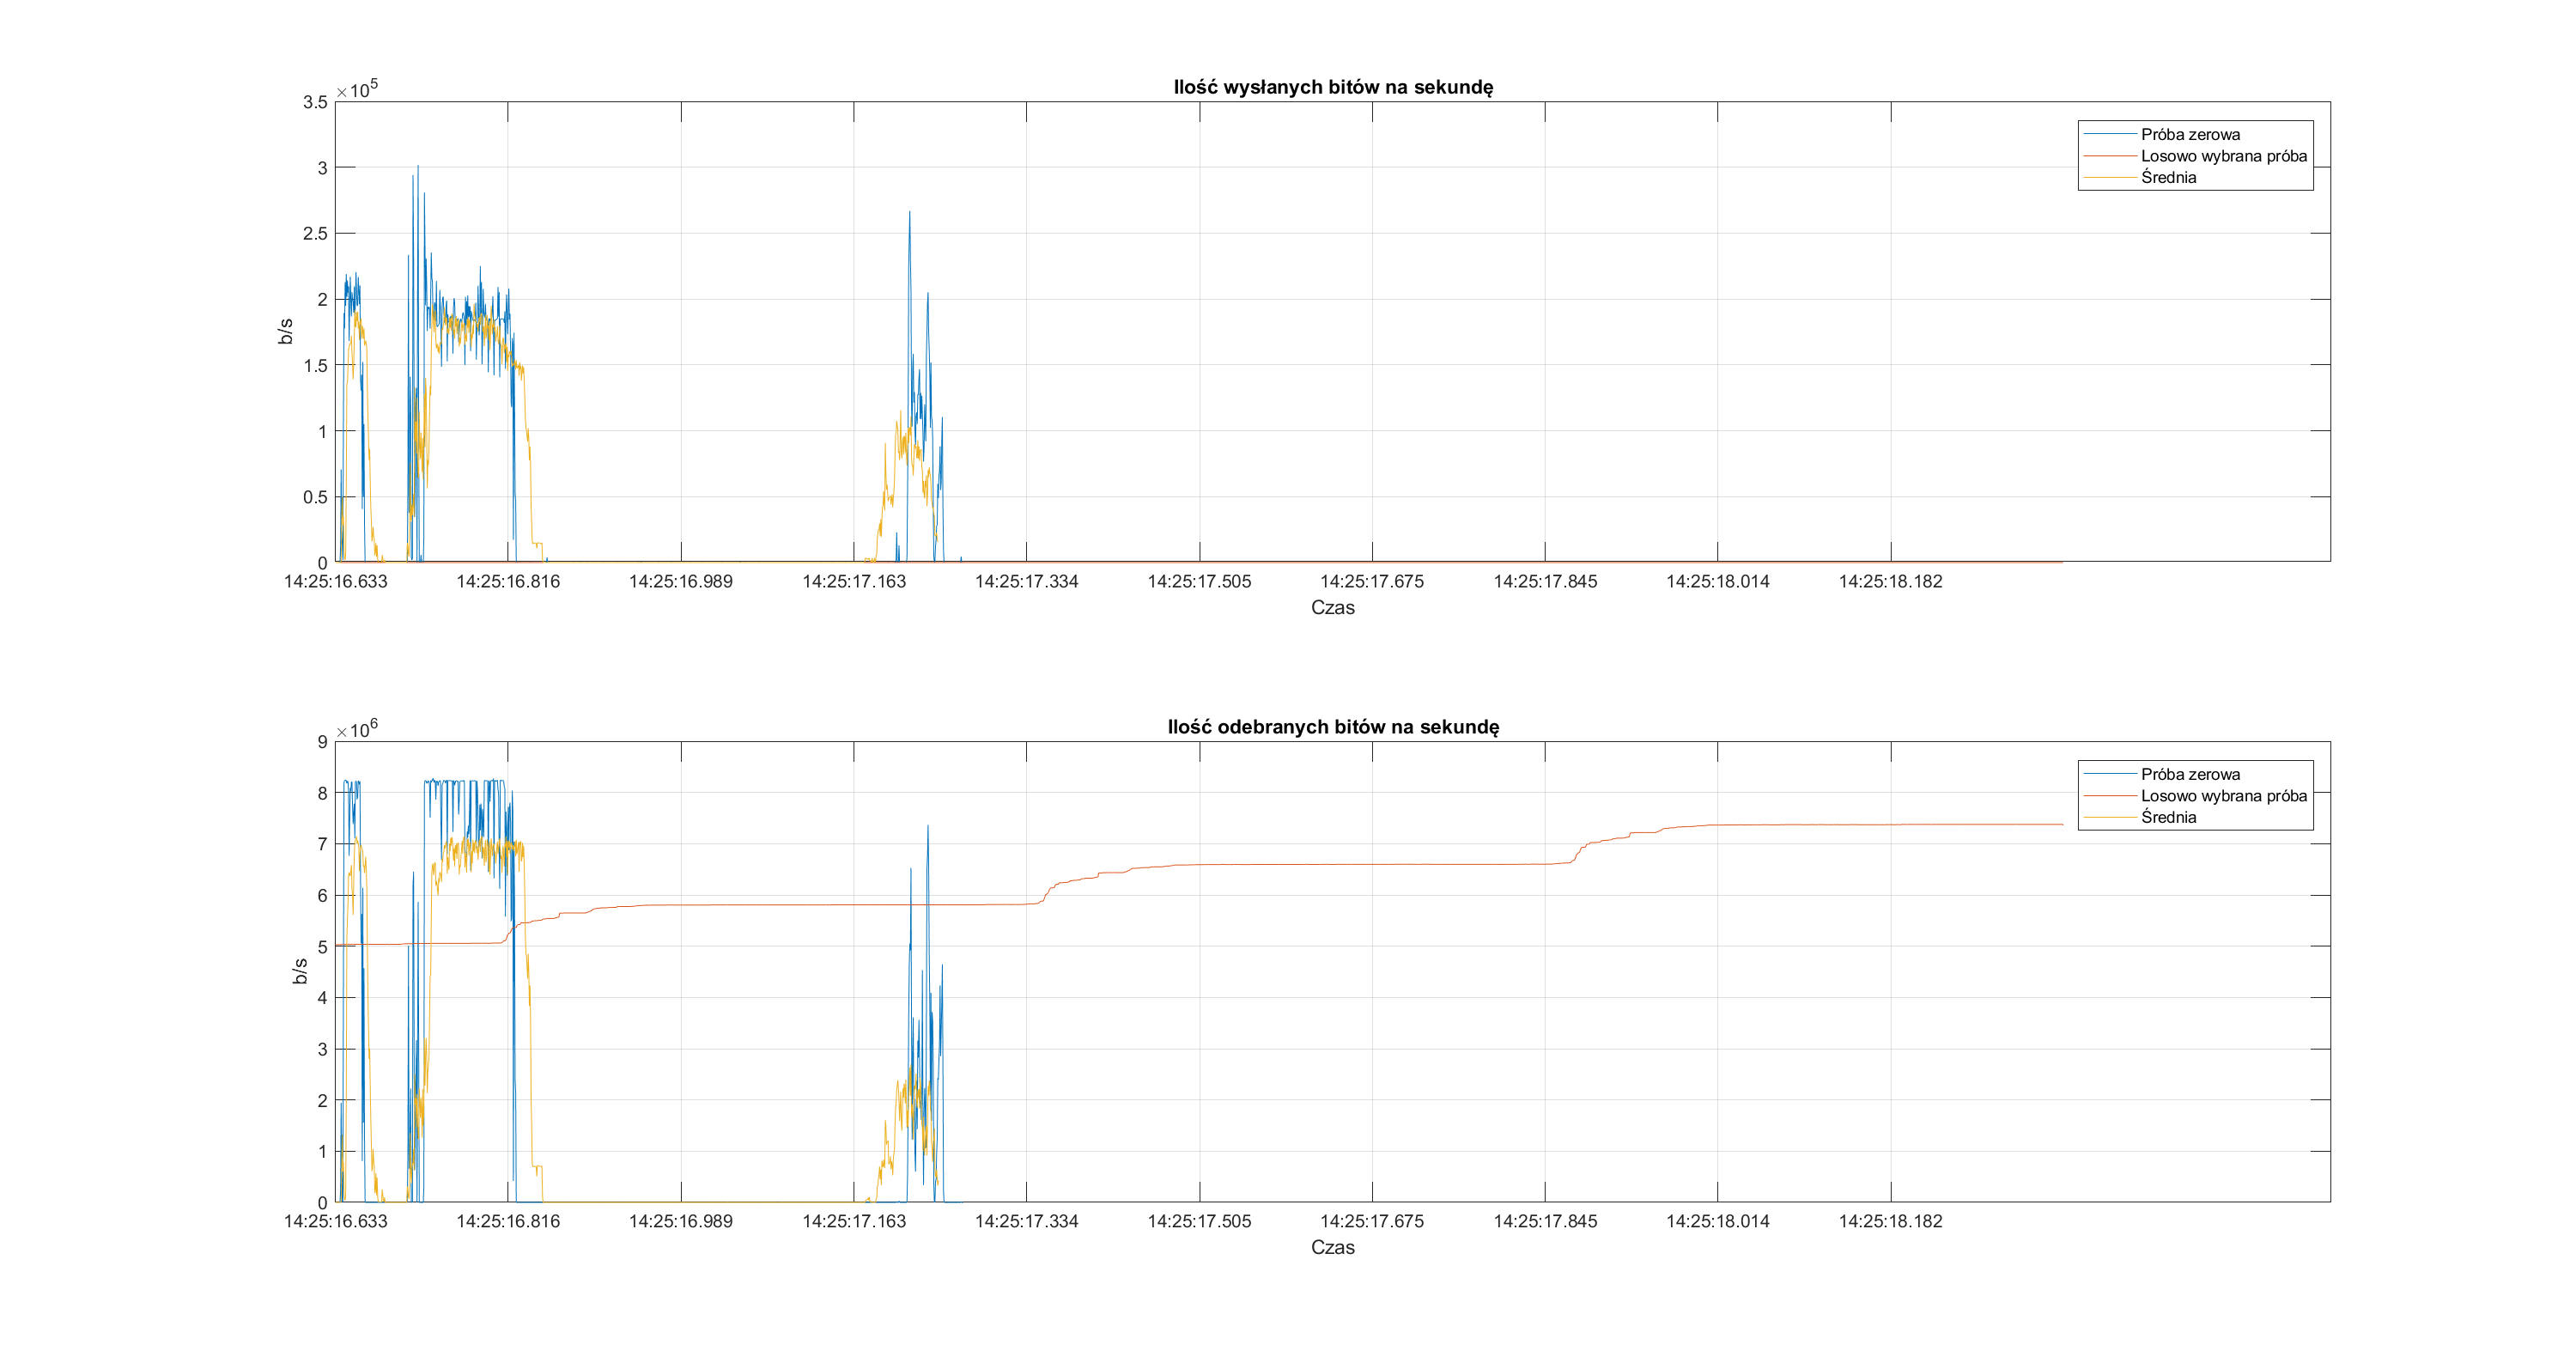 Ilość wysłanych bitów na sekundę
×10^5
3.5
3
2.5
2
1.5
1
0.5
0
b/s
Próba zerowa
Losowo wybrana próba
Średnia
14:25:16.633 14:25:16.816 14:25:16.989 14:25:17.163 14:25:17.334 14:25:17.505 14:25:17.675 14:25:17.845 14:25:18.014 14:25:18.182
Czas
Ilość odebranych bitów na sekundę
×10^6
9
8
7
6
5
4
3
2
1
0
b/s
Próba zerowa
Losowo wybrana próba
Średnia
14:25:16.633 14:25:16.816 14:25:16.989 14:25:17.163 14:25:17.334 14:25:17.505 14:25:17.675 14:25:17.845 14:25:18.014 14:25:18.182
Czas